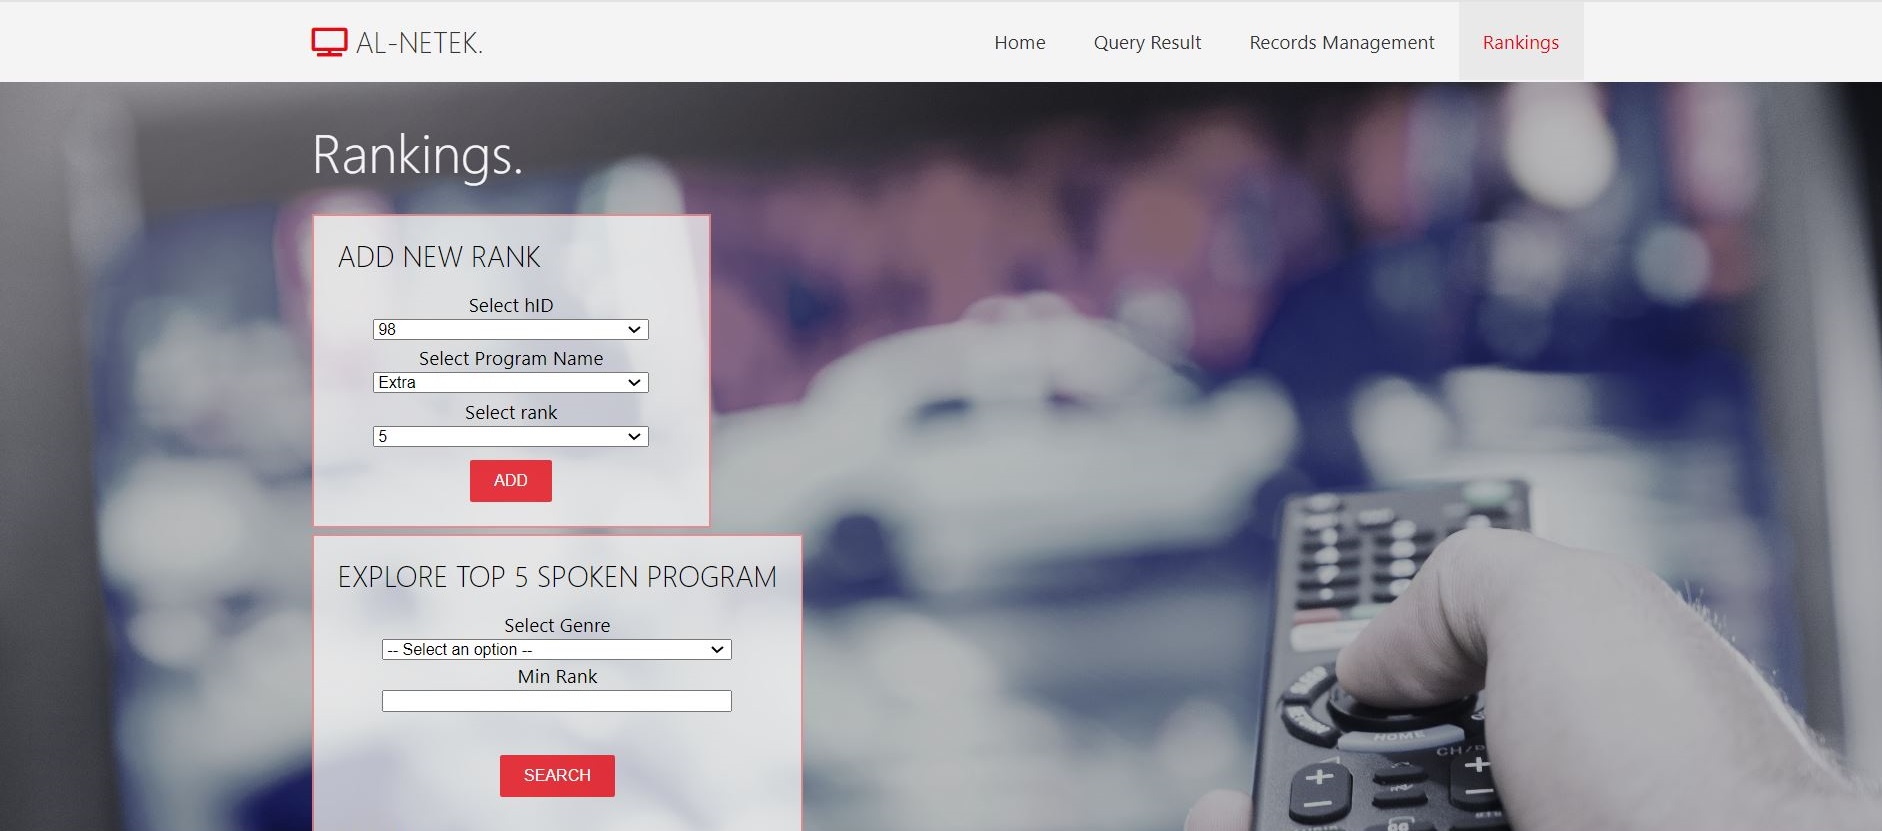 AL-NETEK.
Home
Query Result
Records Management
Rankings
Rankings.
ADD NEW RANK
Select hID
98
Select Program Name
Extra
Select rank
5
ADD
EXPLORE TOP 5 SPOKEN PROGRAM
Select Genre
-- Select an option --
Min Rank
SEARCH
HOME
CH/P